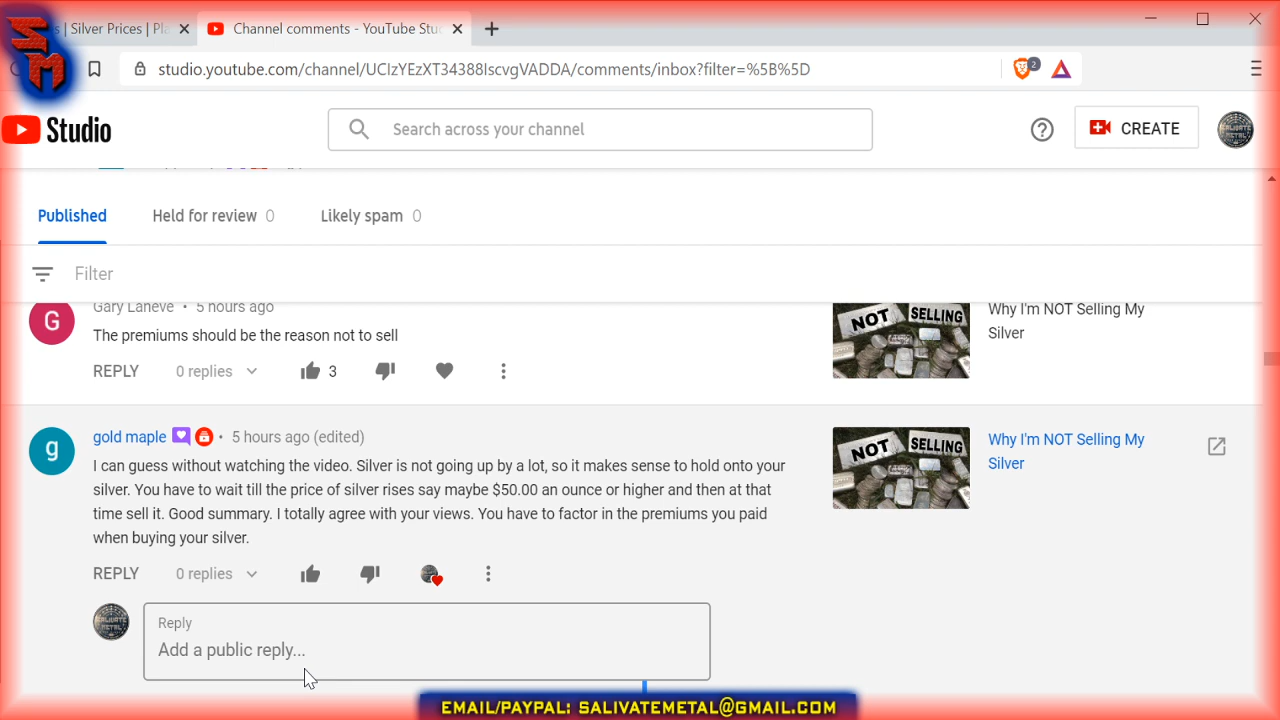 | Silver Prices | Pla
Channel comments - YouTube Stu
SM
studio.youtube.com/channel/UCIzYEzXT34388IscvgVADDA/comments/inbox?filter=%5B%5D
2
Studio
Search across your channel
CREATE
SALIVATE METAL
Published
Held for review 0
Likely spam 0
Filter
G
Gary Laneve • 5 hours ago
The premiums should be the reason not to sell
REPLY 0 replies 3
NOT SELLING
Why I'm NOT Selling My
Silver
g
gold maple • 5 hours ago (edited)
I can guess without watching the video. Silver is not going up by a lot, so it makes sense to hold onto your
silver. You have to wait till the price of silver rises say maybe $50.00 an ounce or higher and then at that
time sell it. Good summary. I totally agree with your views. You have to factor in the premiums you paid
when buying your silver.
REPLY 0 replies
NOT SELLING
Why I'm NOT Selling My
Silver
SALIVATE METAL
Reply
Add a public reply...
EMAIL/PAYPAL: SALIVATEMETAL@GMAIL.COM